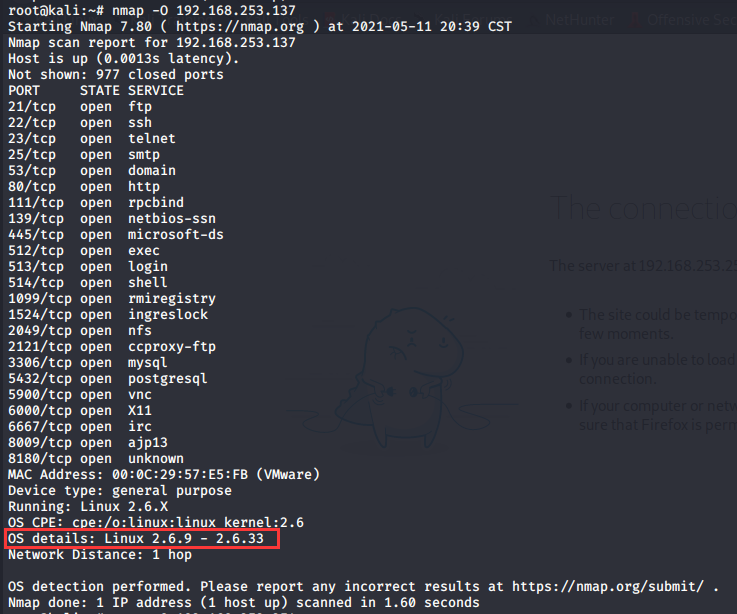 root@kali:~# nmap -O 192.168.253.137
Starting Nmap 7.80 ( https://nmap.org ) at 2021-05-11 20:39 CST
Nmap scan report for 192.168.253.137
Host is up (0.0013s latency).
Not shown: 977 closed ports
PORT     STATE SERVICE
21/tcp   open  ftp
22/tcp   open  ssh
23/tcp   open  telnet
25/tcp   open  smtp
53/tcp   open  domain
80/tcp   open  http
111/tcp  open  rpcbind
139/tcp  open  netbios-ssn
445/tcp  open  microsoft-ds
512/tcp  open  exec
513/tcp  open  login
514/tcp  open  shell
1099/tcp open  rmiregistry
1524/tcp open  ingreslock
2049/tcp open  nfs
2121/tcp open  ccproxy-ftp
3306/tcp open  mysql
5432/tcp open  postgresql
5900/tcp open  vnc
6000/tcp open  X11
6667/tcp open  irc
8009/tcp open  ajp13
8180/tcp open  unknown
MAC Address: 00:0C:29:57:E5:FB (VMware)
Device type: general purpose
Running: Linux 2.6.X
OS CPE: cpe:/o:linux:linux_kernel:2.6
OS details: Linux 2.6.9 - 2.6.33
Network Distance: 1 hop
OS detection performed. Please report any incorrect results at https://nmap.org/submit/ .
Nmap done: 1 IP address (1 host up) scanned in 1.60 seconds
NetHunter
Offensive Sec
The connectio
The server at 192.168.253.2
The site could be tempo
few moments.
If you are unable to load
connection.
If your computer or netw
sure that Firefox is perm